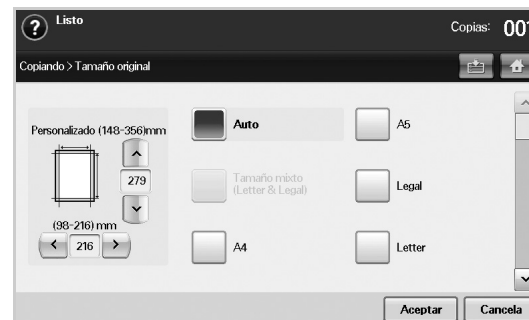 Listo
Copias: 001
Copiando > Tamaño original
Personalizado (148-356)mm
279
(98-216) mm
216
Auto
A5
Tamaño mixto
(Letter & Legal)
Legal
A4
Letter
Aceptar
Cancela